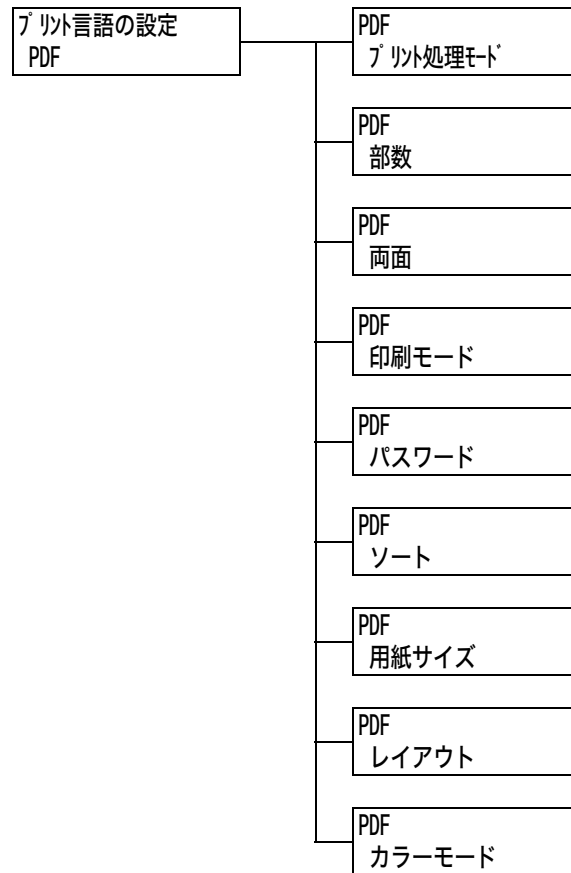 ﾌﾟﾘﾝﾄ言語の設定
PDF
PDF
ﾌﾟﾘﾝﾄ処理ﾓｰﾄﾞ
PDF
部数
PDF
両面
PDF
印刷モード
PDF
パスワード
PDF
ソート
PDF
用紙サイズ
PDF
レイアウト
PDF
カラーモード